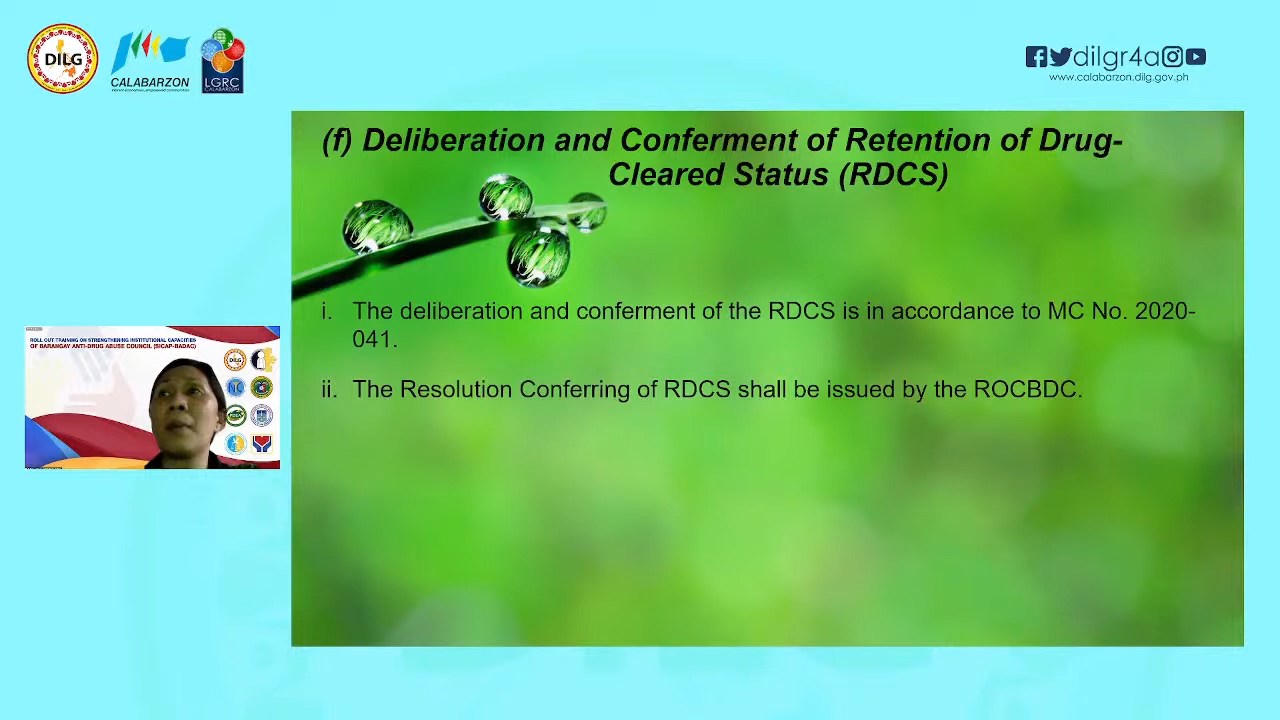 DILG
CALABARZON
LGRC
CALABARZON
dilgr4a
www.calabarzon.dilg.gov.ph
(f) Deliberation and Conferment of Retention of Drug-
Cleared Status (RDCS)
i. The deliberation and conferment of the RDCS is in accordance to MC No. 2020-
041.
ii. The Resolution Conferring of RDCS shall be issued by the ROCBDC.
ROLL OUT TRAINING ON STRENGTHENING INSTITUTIONAL CAPACITIES
OF BARANGAY ANTI-DRUG ABUSE COUNCIL (SICAP-BADAC)